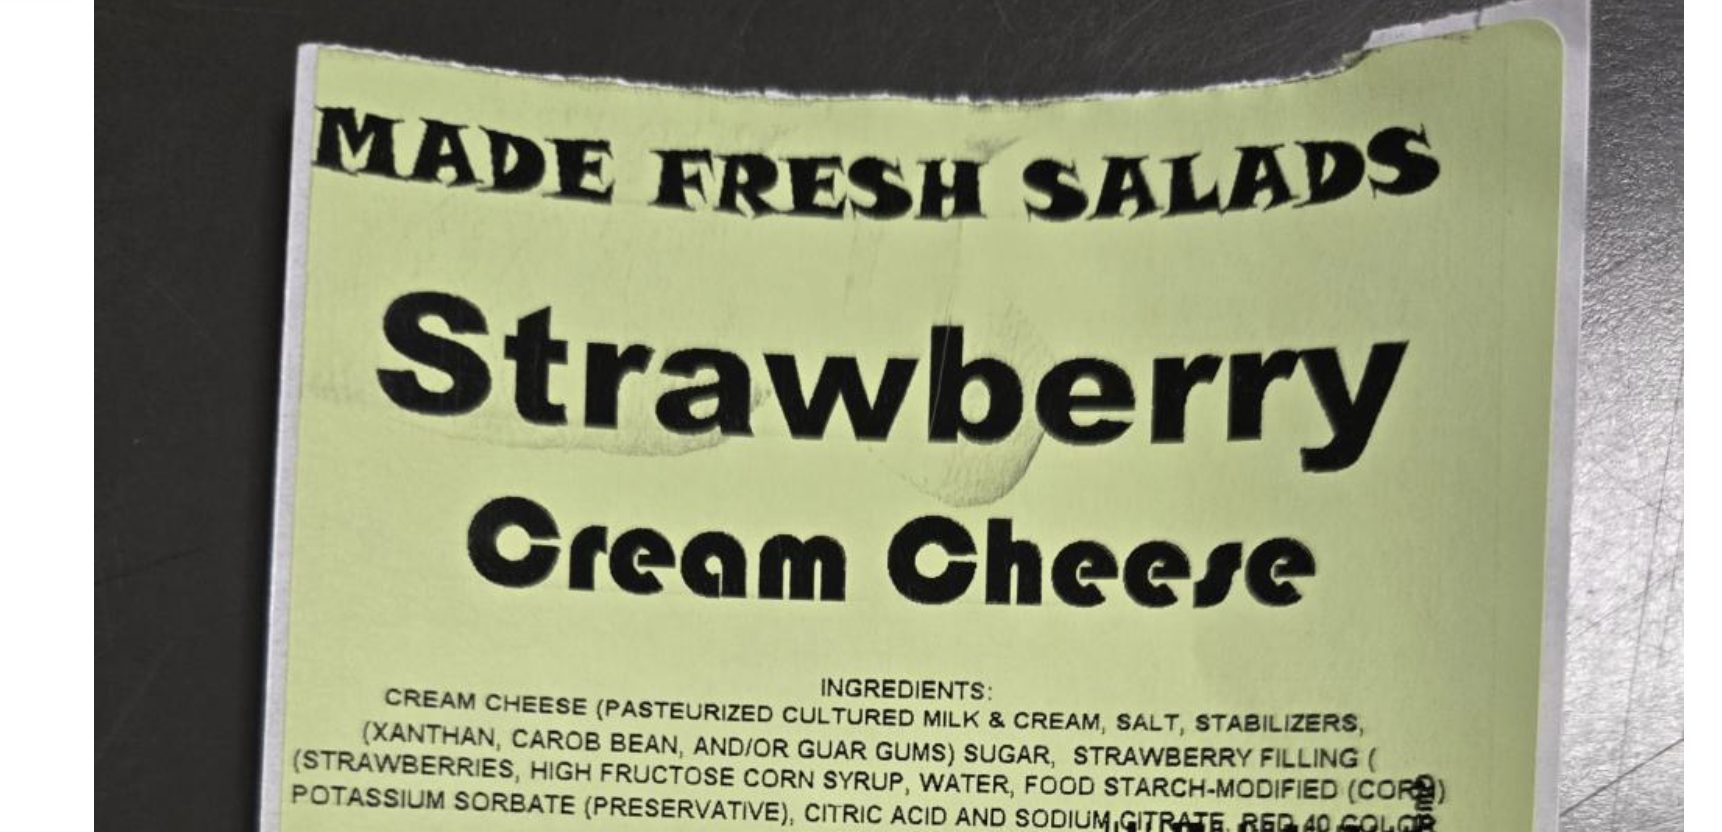 MADE FRESH SALADS
Strawberry
Cream Cheese
INGREDIENTS:
CREAM CHEESE (PASTEURIZED CULTURED MILK & CREAM, SALT, STABILIZERS,
(XANTHAN, CAROB BEAN, AND/OR GUAR GUMS) SUGAR, STRAWBERRY FILLING (
(STRAWBERRIES, HIGH FRUCTOSE CORN SYRUP, WATER, FOOD STARCH-MODIFIED (CORN)
POTASSIUM SORBATE (PRESERVATIVE), CITRIC ACID AND SODIUM CITRATE, RED 40 COLOR